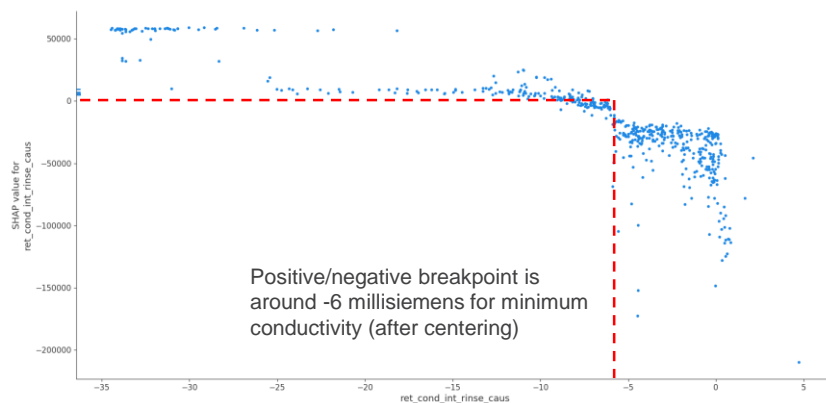 50000
0
−50000
−100000
−150000
−200000
SHAP value for
ret_cond_int_rinse_caus
Positive/negative breakpoint is
around -6 millisiemens for minimum
conductivity (after centering)
−35
−30
−25
−20
−15
−10
−5
0
5
ret_cond_int_rinse_caus